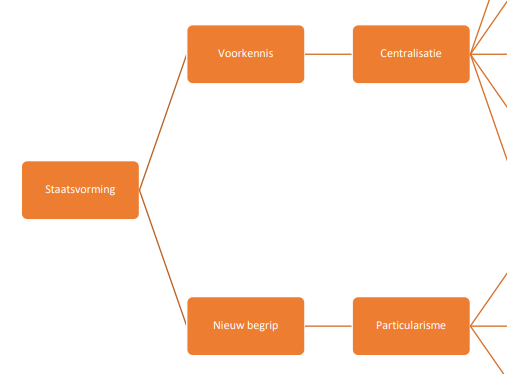 Voorkennis
Centralisatie
Staatsvorming
Nieuw begrip
Particularisme